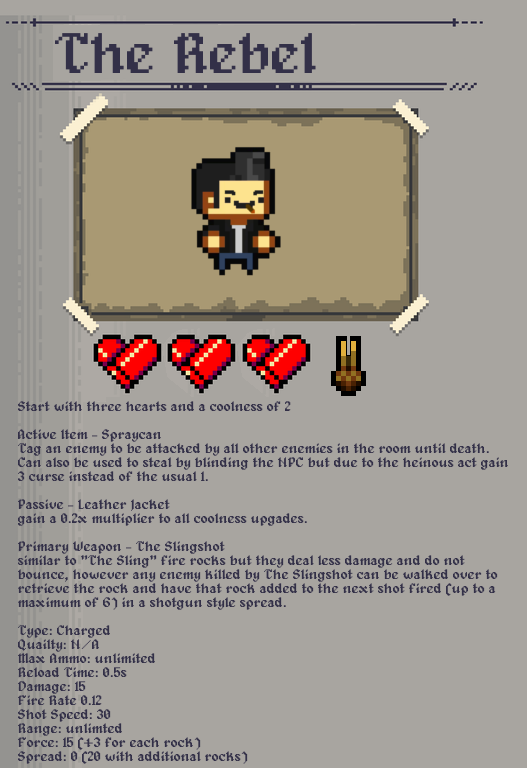 The Rebel
Start with three hearts and a coolness of 2
Active Item - Spraycan
Tag an enemy to be attacked by all other enemies in the room until death.
Can also be used to steal by blinding the NPC but due to the heinous act gain
3 curse instead of the usual 1.
Passive - Leather Jacket
gain a 0.2x multiplier to all coolness upgades.
Primary Weapon - The Slingshot
similar to "The Sling" fire rocks but they deal less damage and do not
bounce, however any enemy killed by The Slingshot can be walked over to
retrieve the rock and have that rock added to the next shot fired (up to a
maximum of 6) in a shotgun style spread.
Type: Charged
Quailty: N/A
Max Ammo: unlimited
Reload Time: 0.5s
Damage: 15
Fire Rate 0.12
Shot Speed: 30
Range: unlimted
Force: 15 (+3 for each rock)
Spread: 0 (20 with additional rocks)